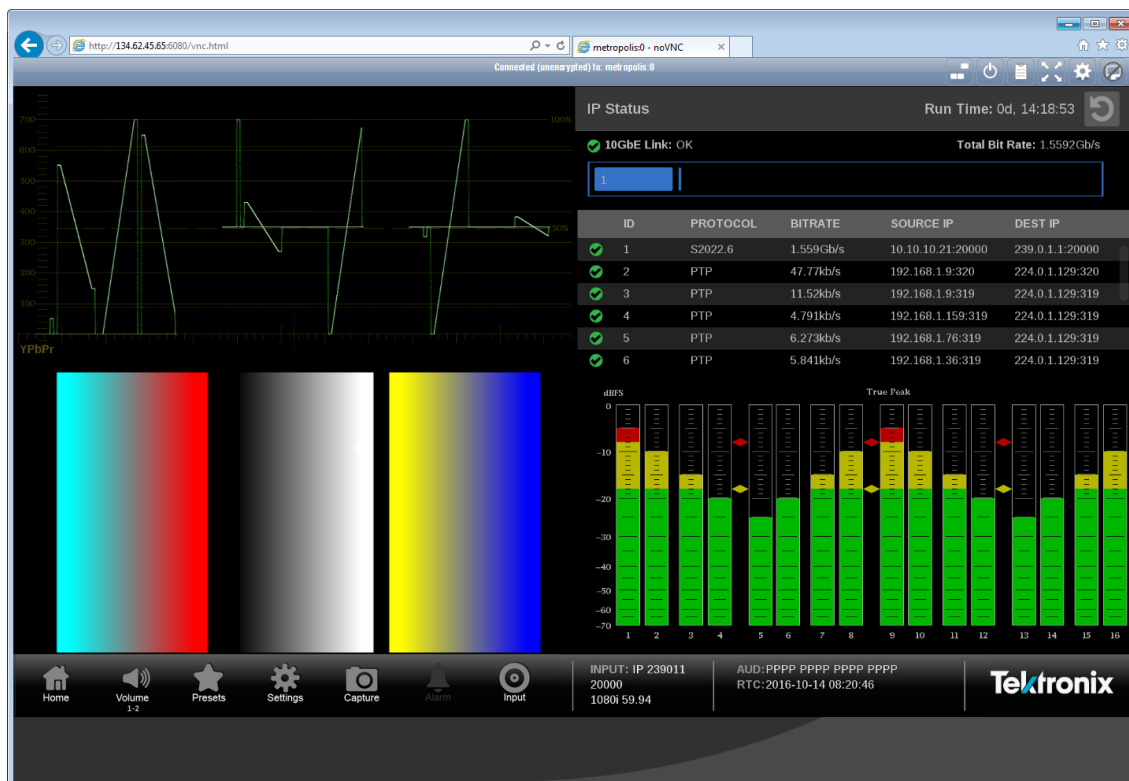 http://134.62.45.65:6080/vnc.html
metropolis:0 - noVNC
Connected (unencrypted) to: metropolis:0
700
600
500
400
300
200
100
100%
50%
YPbPr
IP Status
Run Time: 0d, 14:18:53
10GbE Link: OK
Total Bit Rate: 1.5592Gb/s
1
ID PROTOCOL BITRATE SOURCE IP DEST IP
1 S2022.6 1.559Gb/s 10.10.10.21:20000 239.0.1.1:20000
2 PTP 47.77kb/s 192.168.1.9:320 224.0.1.129:320
3 PTP 11.52kb/s 192.168.1.9:319 224.0.1.129:319
4 PTP 4.791kb/s 192.168.1.159:319 224.0.1.129:319
5 PTP 6.273kb/s 192.168.1.76:319 224.0.1.129:319
6 PTP 5.841kb/s 192.168.1.36:319 224.0.1.129:319
dBFS
True Peak
0
-10
-20
-30
-40
-50
-60
-70
1 2 3 4 5 6 7 8 9 10 11 12 13 14 15 16
Home
Volume
1-2
Presets
Settings
Capture
Alarm
Input
INPUT: IP 239011
20000
1080i 59.94
AUD:PPPP PPPP PPPP PPPP
RTC:2016-10-14 08:20:46
Tektronix